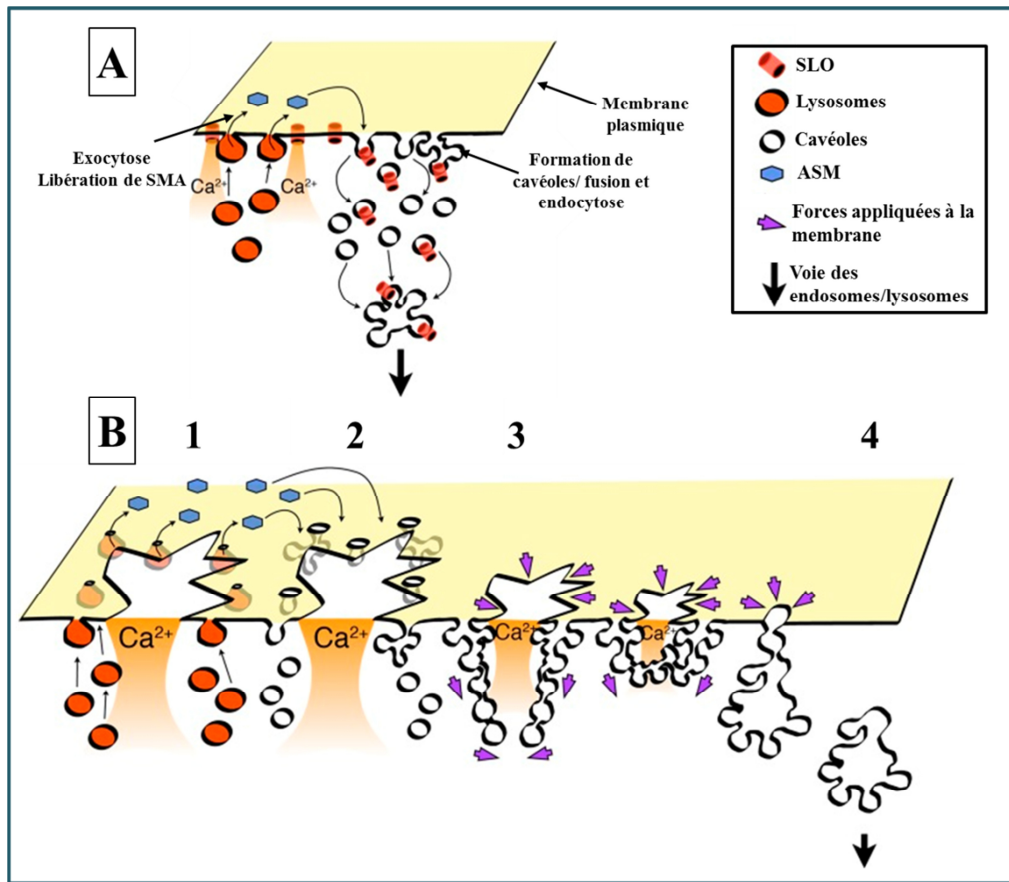 A
Exocytose
Libération de SMA
Ca2+
Ca2+
Membrane
plasmique
Formation de
cavéoles/ fusion et
endocytose
SLO
Lysosomes
Cavéoles
ASM
Forces appliquées à la
membrane
Voie des
endosomes/lysosomes
B
1
2
3
4
Ca2+
Ca2+
Ca2+
Ca2+